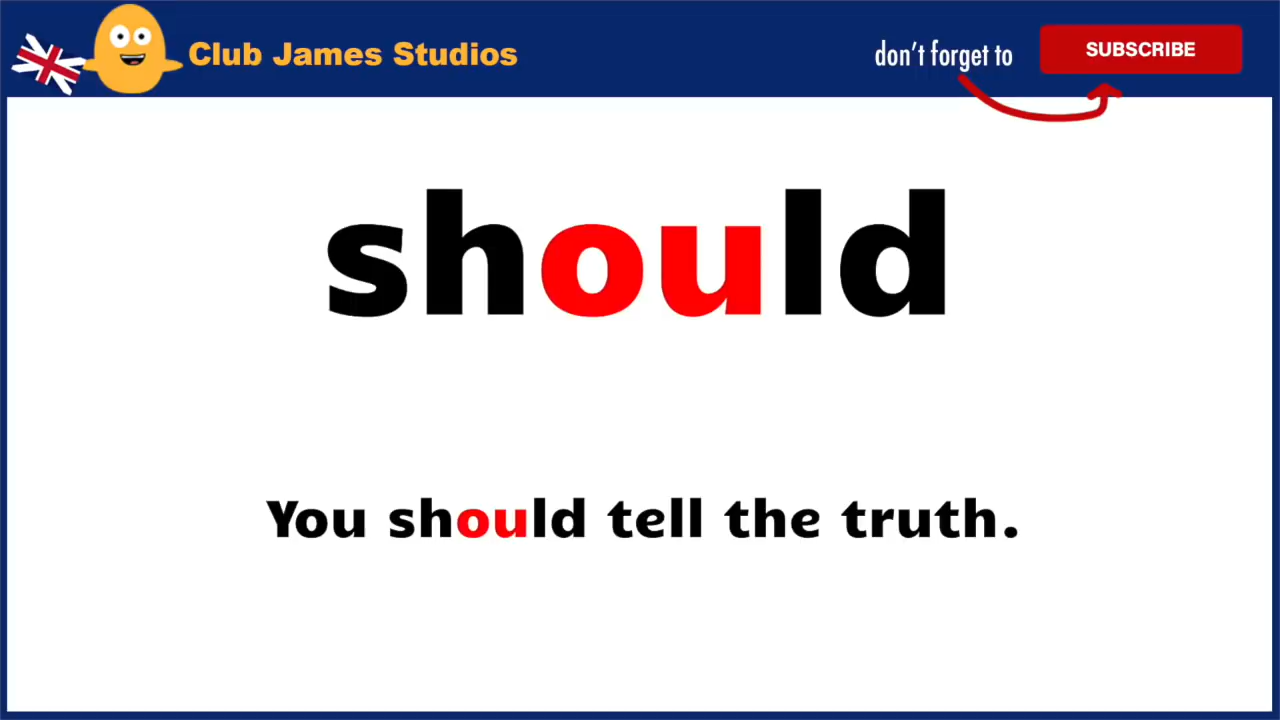 Club James Studios
don't forget to
SUBSCRIBE
should
You should tell the truth.